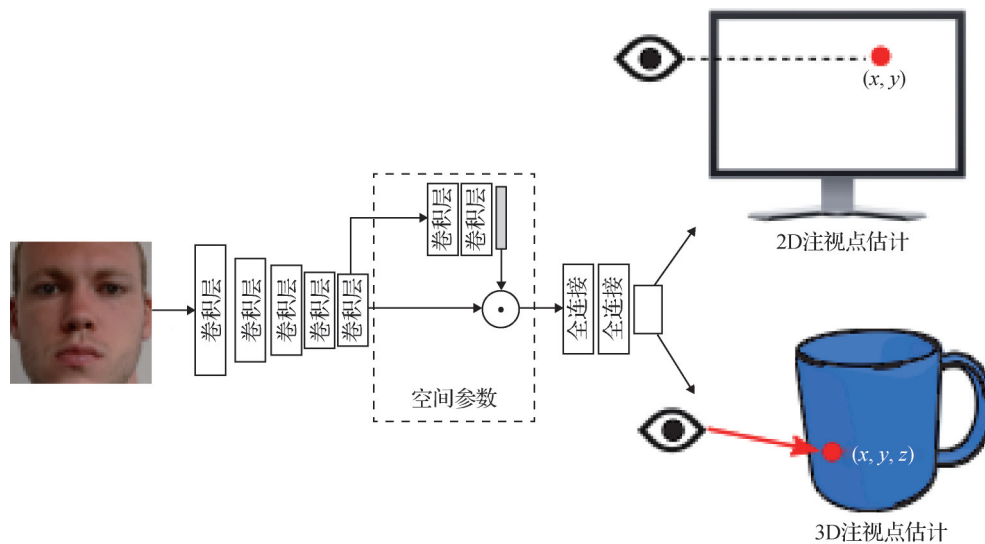 (x, y)
2D注视点估计
卷积层
卷积层
卷积层
卷积层
卷积层
卷积层
卷积层
空间参数
全连接
全连接
(x, y, z)
3D注视点估计